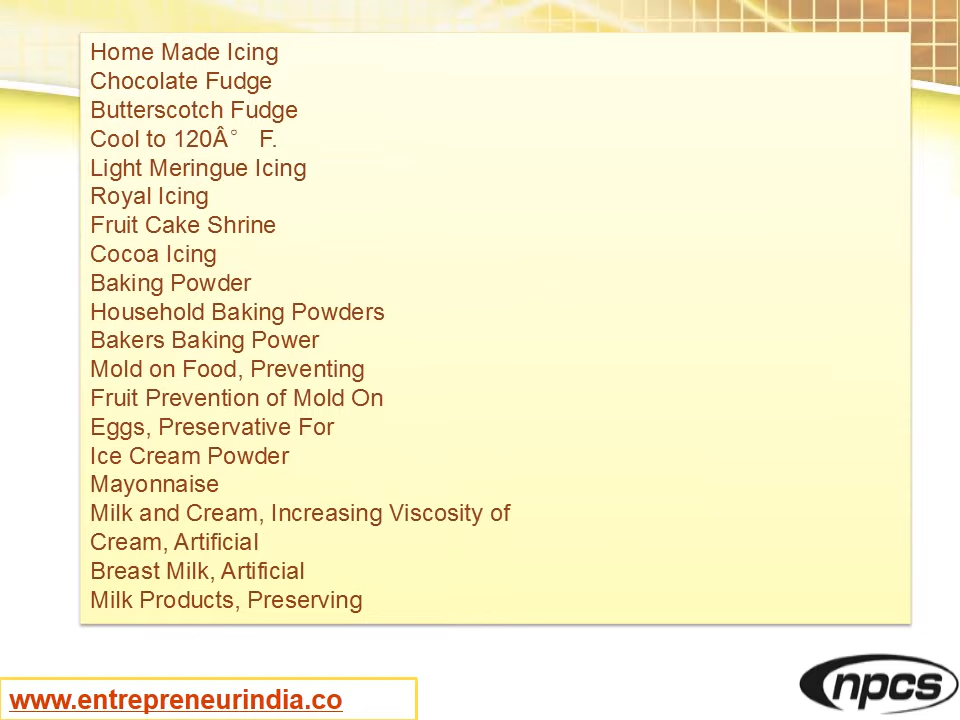 Home Made Icing
Chocolate Fudge
Butterscotch Fudge
Cool to 120Â° F.
Light Meringue Icing
Royal Icing
Fruit Cake Shrine
Cocoa Icing
Baking Powder
Household Baking Powders
Bakers Baking Power
Mold on Food, Preventing
Fruit Prevention of Mold On
Eggs, Preservative For
Ice Cream Powder
Mayonnaise
Milk and Cream, Increasing Viscosity of
Cream, Artificial
Breast Milk, Artificial
Milk Products, Preserving
www.entrepreneurindia.co
npcs